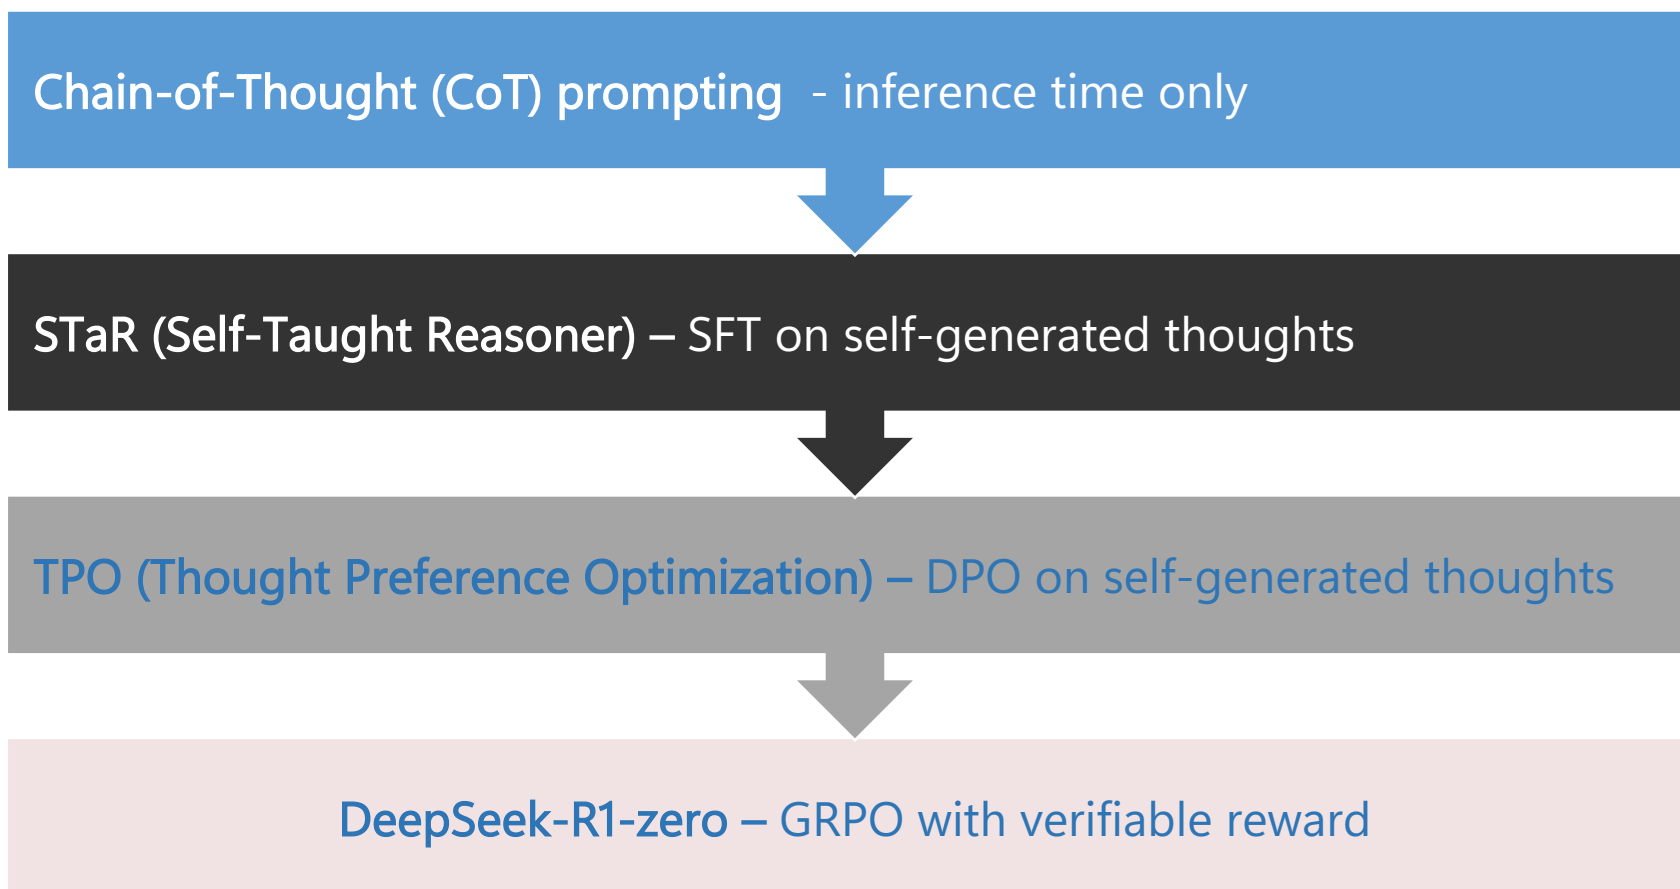 Chain-of-Thought (CoT) prompting - inference time only
STaR (Self-Taught Reasoner) – SFT on self-generated thoughts
TPO (Thought Preference Optimization) – DPO on self-generated thoughts
DeepSeek-R1-zero – GRPO with verifiable reward